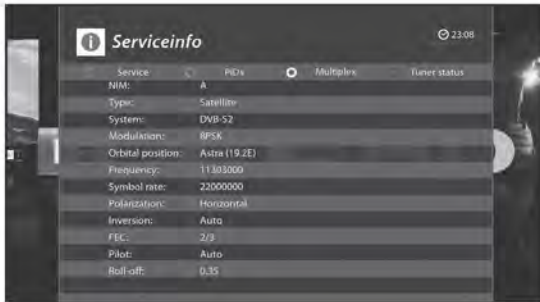 Serviceinfo
23:08
Service PIDs Multiplex Tuner status
NIM: A
Type: Satellite
System: DVB-S2
Modulation: 8PSK
Orbital position: Astra (19.2E)
Frequency: 11303000
Symbol rate: 22000000
Polarization: Horizontal
Inversion: Auto
FEC: 2/3
Pilot: Auto
Roll-off: 0.35